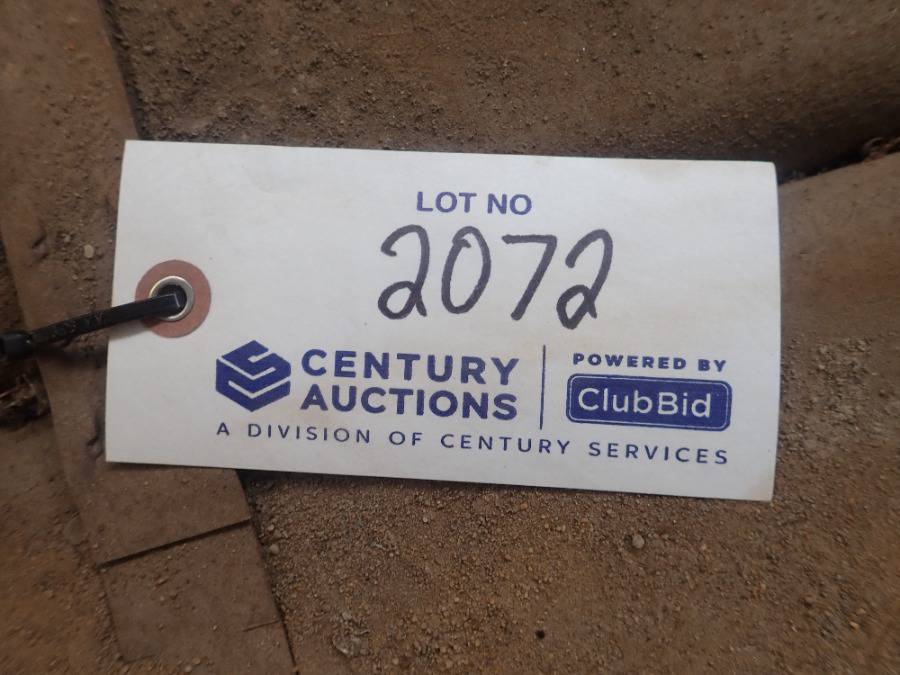 LOT NO
2072
CENTURY
AUCTIONS
POWERED BY
ClubBid
A DIVISION OF CENTURY SERVICES